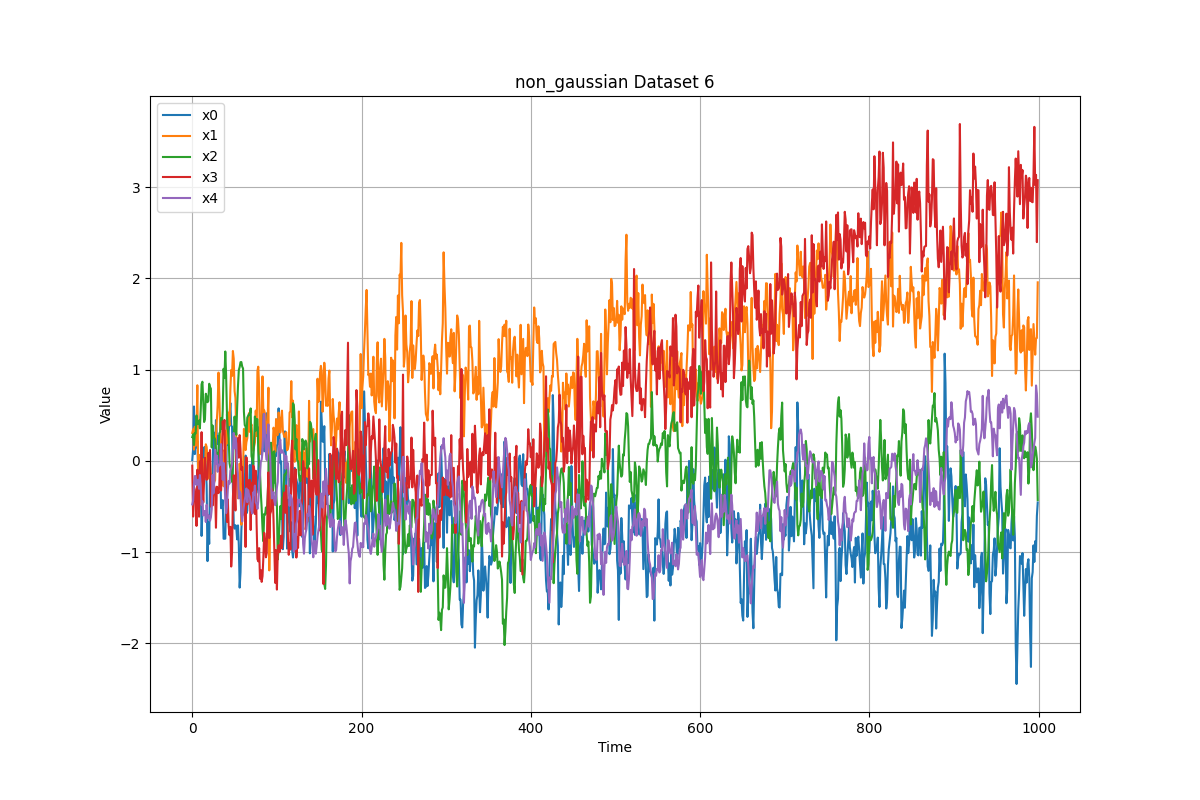 non_gaussian Dataset 6
x0
x1
x2
x3
x4
Value
3
2
1
0
−1
−2
0 200 400 600 800 1000
Time